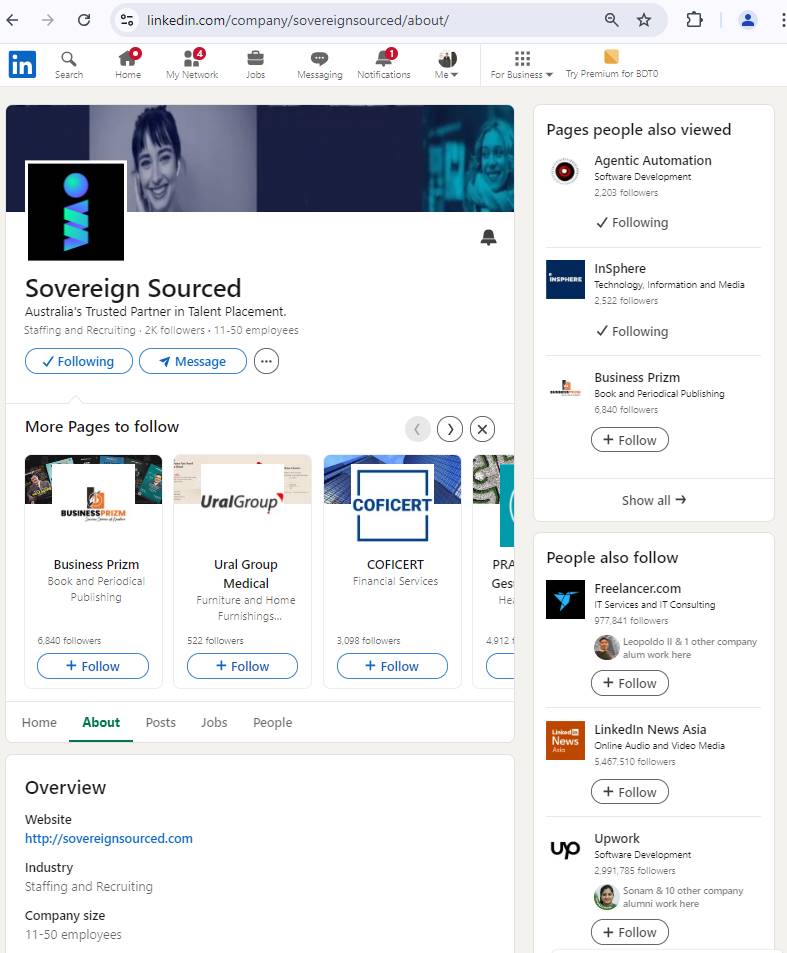 linkedin.com/company/sovereignsourced/about/
in
Search
Home
4
My Network
Jobs
Messaging
1
Notifications
Me
For Business
Try Premium for BDT0
Sovereign Sourced
Australia's Trusted Partner in Talent Placement.
Staffing and Recruiting · 2K followers · 11-50 employees
Following
Message
More Pages to follow
BUSINESSPRIZM
Business Prizm
Book and Periodical
Publishing
6,840 followers
+ Follow
UralGroup
Ural Group
Medical
Furniture and Home
Furnishings...
522 followers
+ Follow
COFICERT
COFICERT
Financial Services
3,098 followers
+ Follow
PRA
Ges
Hea
4,912 f
Home
About
Posts
Jobs
People
Overview
Website
http://sovereignsourced.com
Industry
Staffing and Recruiting
Company size
11-50 employees
Pages people also viewed
Agentic Automation
Software Development
2,203 followers
Following
INSPHERE
InSphere
Technology, Information and Media
2,522 followers
Following
BUSINESSPRIZM
Business Prizm
Book and Periodical Publishing
6,840 followers
+ Follow
Show all →
People also follow
Freelancer.com
IT Services and IT Consulting
977,841 followers
Leopoldo II & 1 other company
alum work here
+ Follow
Linked in
News
Asia
LinkedIn News Asia
Online Audio and Video Media
5,467,510 followers
+ Follow
up
Upwork
Software Development
2,991,785 followers
Sonam & 10 other company
alumni work here
+ Follow